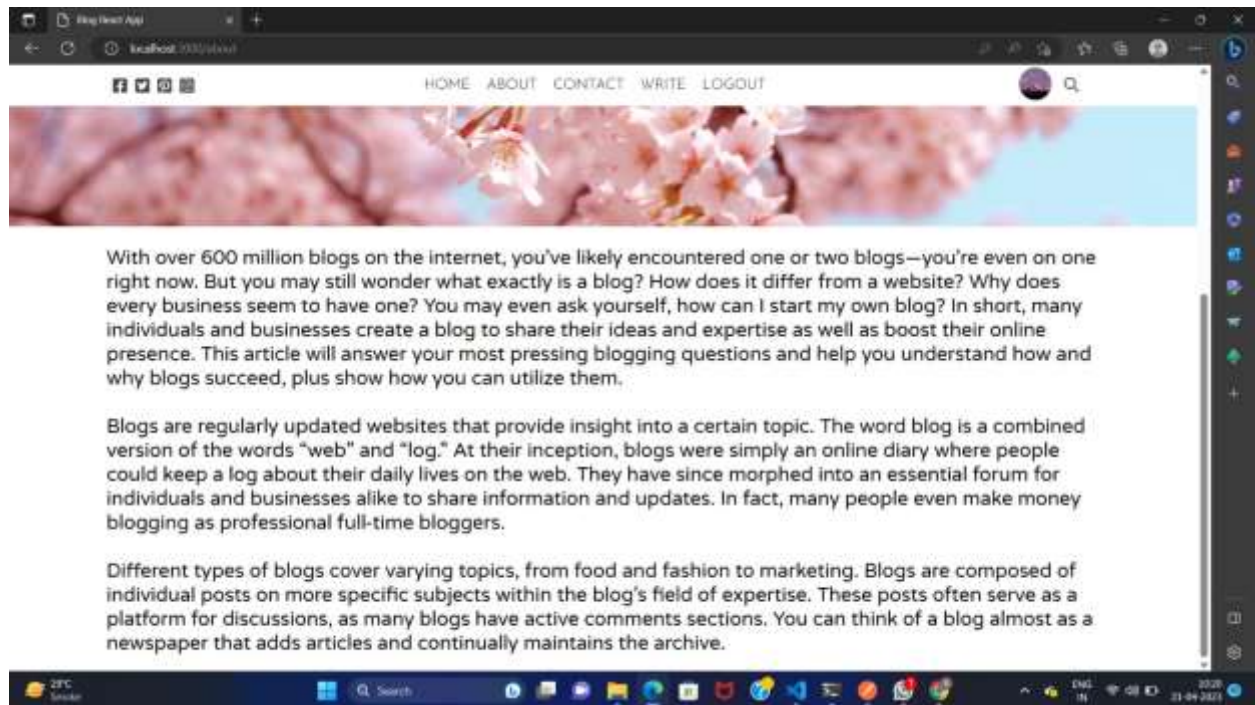 Blog React App
localhost:3000/about
HOME ABOUT CONTACT WRITE LOGOUT
With over 600 million blogs on the internet, you've likely encountered one or two blogs—you're even on one
right now. But you may still wonder what exactly is a blog? How does it differ from a website? Why does
every business seem to have one? You may even ask yourself, how can I start my own blog? In short, many
individuals and businesses create a blog to share their ideas and expertise as well as boost their online
presence. This article will answer your most pressing blogging questions and help you understand how and
why blogs succeed, plus show how you can utilize them.
Blogs are regularly updated websites that provide insight into a certain topic. The word blog is a combined
version of the words “web” and “log.” At their inception, blogs were simply an online diary where people
could keep a log about their daily lives on the web. They have since morphed into an essential forum for
individuals and businesses alike to share information and updates. In fact, many people even make money
blogging as professional full-time bloggers.
Different types of blogs cover varying topics, from food and fashion to marketing. Blogs are composed of
individual posts on more specific subjects within the blog's field of expertise. These posts often serve as a
platform for discussions, as many blogs have active comments sections. You can think of a blog almost as a
newspaper that adds articles and continually maintains the archive.
Smoke
Search
ENG
IN
10:20
21-04-2023